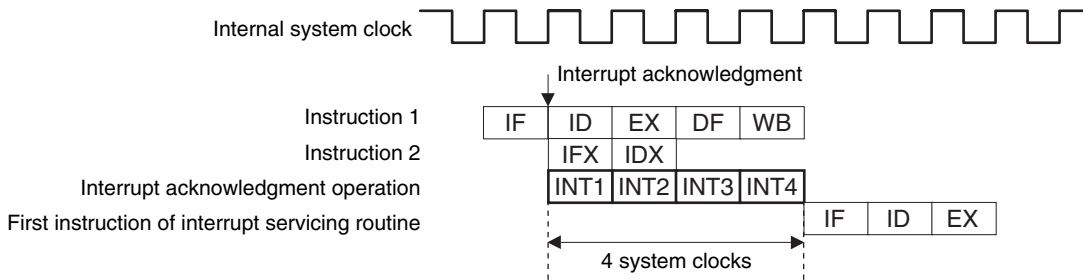 Internal system clock
Interrupt acknowledgment
Instruction 1 IF ID EX DF WB
Instruction 2 IFX IDX
Interrupt acknowledgment operation INT1 INT2 INT3 INT4
First instruction of interrupt servicing routine IF ID EX
4 system clocks